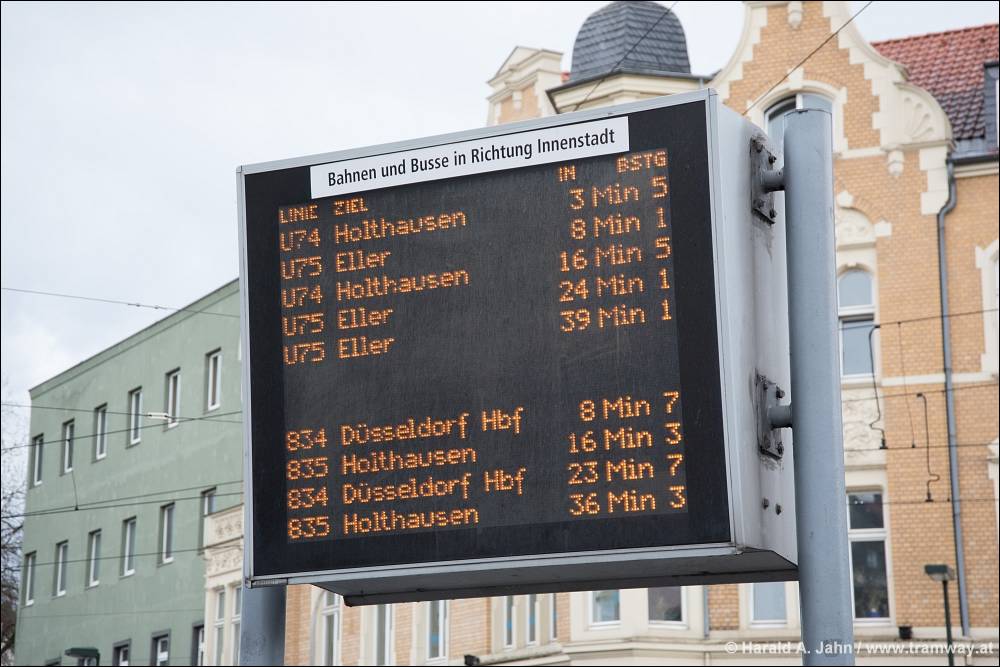 Bahnen und Busse in Richtung Innenstadt
LINIE ZIEL IN BSTG
U74 Holthausen 3 Min 5
U75 Eller 8 Min 1
U74 Holthausen 16 Min 5
U75 Eller 24 Min 1
U75 Eller 39 Min 1
834 Düsseldorf Hbf 8 Min 7
835 Holthausen 16 Min 3
834 Düsseldorf Hbf 23 Min 7
835 Holthausen 36 Min 3
© Harald A. Jahn / www.tramway.at